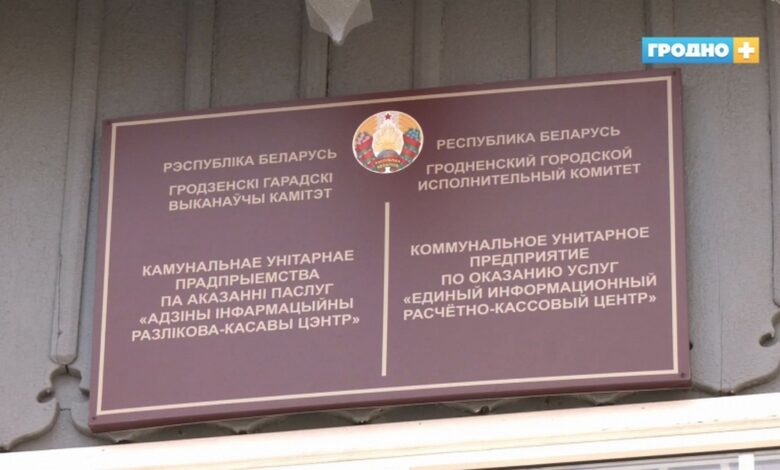 ГРОДНО +
РЭСПУБЛІКА БЕЛАРУСЬ
ГРОДЗЕНСКІ ГАРАДСКІ
ВЫКАНАЎЧЫ КАМІТЭТ
КАМУНАЛЬНАЕ УНІТАРНАЕ
ПРАДПРЫЕМСТВА
ПА АКАЗАННІ ПАСЛУГ
«АДЗІНЫ ІНФАРМАЦЫЙНЫ
РАЗЛІКОВА-КАСАВЫ ЦЭНТР»
РЕСПУБЛИКА БЕЛАРУСЬ
ГРОДНЕНСКИЙ ГОРОДСКОЙ
ИСПОЛНИТЕЛЬНЫЙ КОМИТЕТ
КОММУНАЛЬНОЕ УНИТАРНОЕ
ПРЕДПРИЯТИЕ
ПО ОКАЗАНИЮ УСЛУГ
«ЕДИНЫЙ ИНФОРМАЦИОННЫЙ
РАСЧЁТНО-КАССОВЫЙ ЦЕНТР»